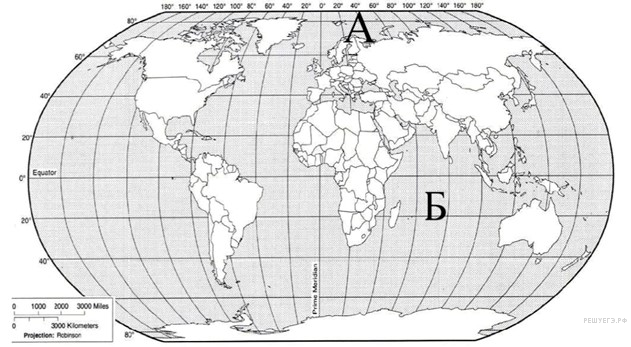 180° 160° 140° 120° 100° 80° 60° 40° 20° 0° 20° 40° 60° 80° 100° 120° 140° 160° 180°
80°
А
60°
40°
20°
Equator
0°
Б
20°
40°
Prime Meridian
80°
0 1000 2000 3000 Miles
0 3000 Kilometers
Projection: Robinson
РЕШУЕГЭ.РФ